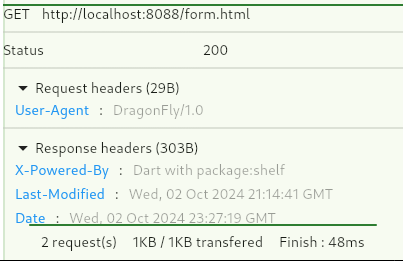 GET http://localhost:8088/form.html
Status 200
Request headers (29B)
User-Agent : DragonFly/1.0
Response headers (303B)
X-Powered-By : Dart with package:shelf
Last-Modified : Wed, 02 Oct 2024 21:14:41 GMT
Date : Wed, 02 Oct 2024 23:27:19 GMT
2 request(s) 1KB / 1KB transfered Finish : 48ms